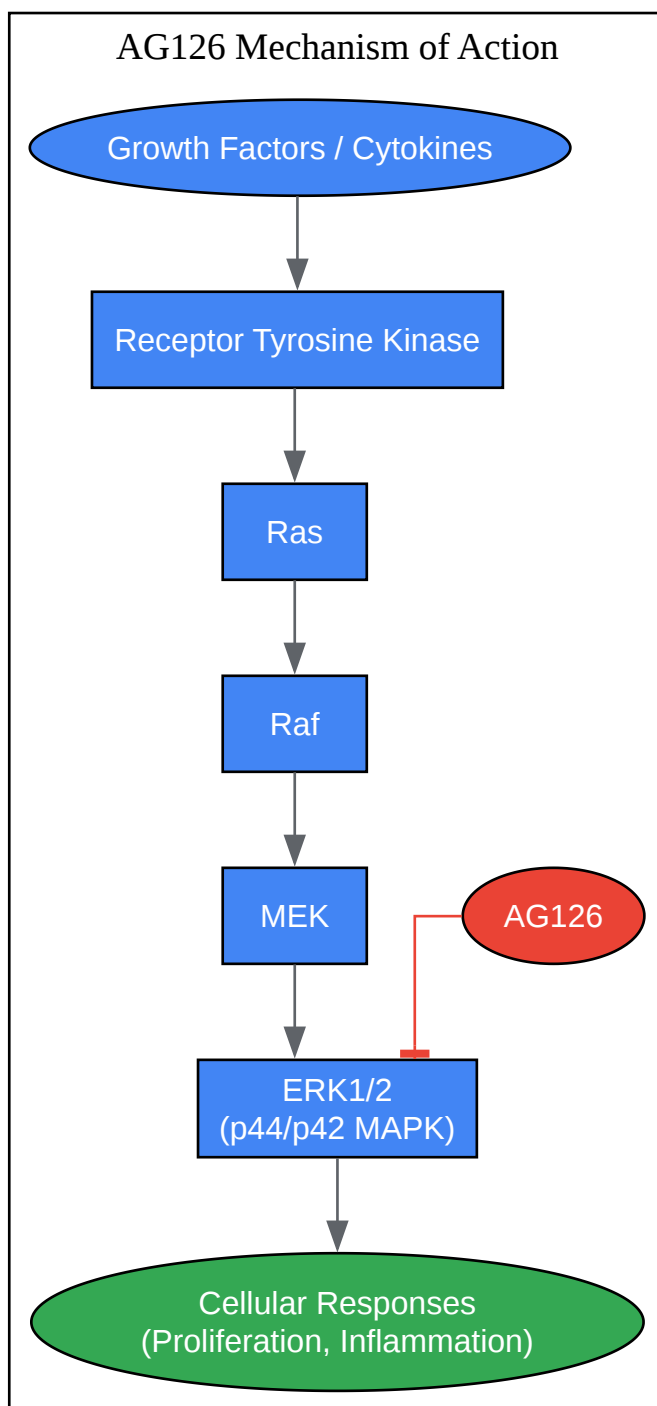 AG126 Mechanism of Action
Growth Factors / Cytokines
Receptor Tyrosine Kinase
Ras
Raf
MEK
AG126
ERK1/2
(p44/p42 MAPK)
Cellular Responses
(Proliferation, Inflammation)